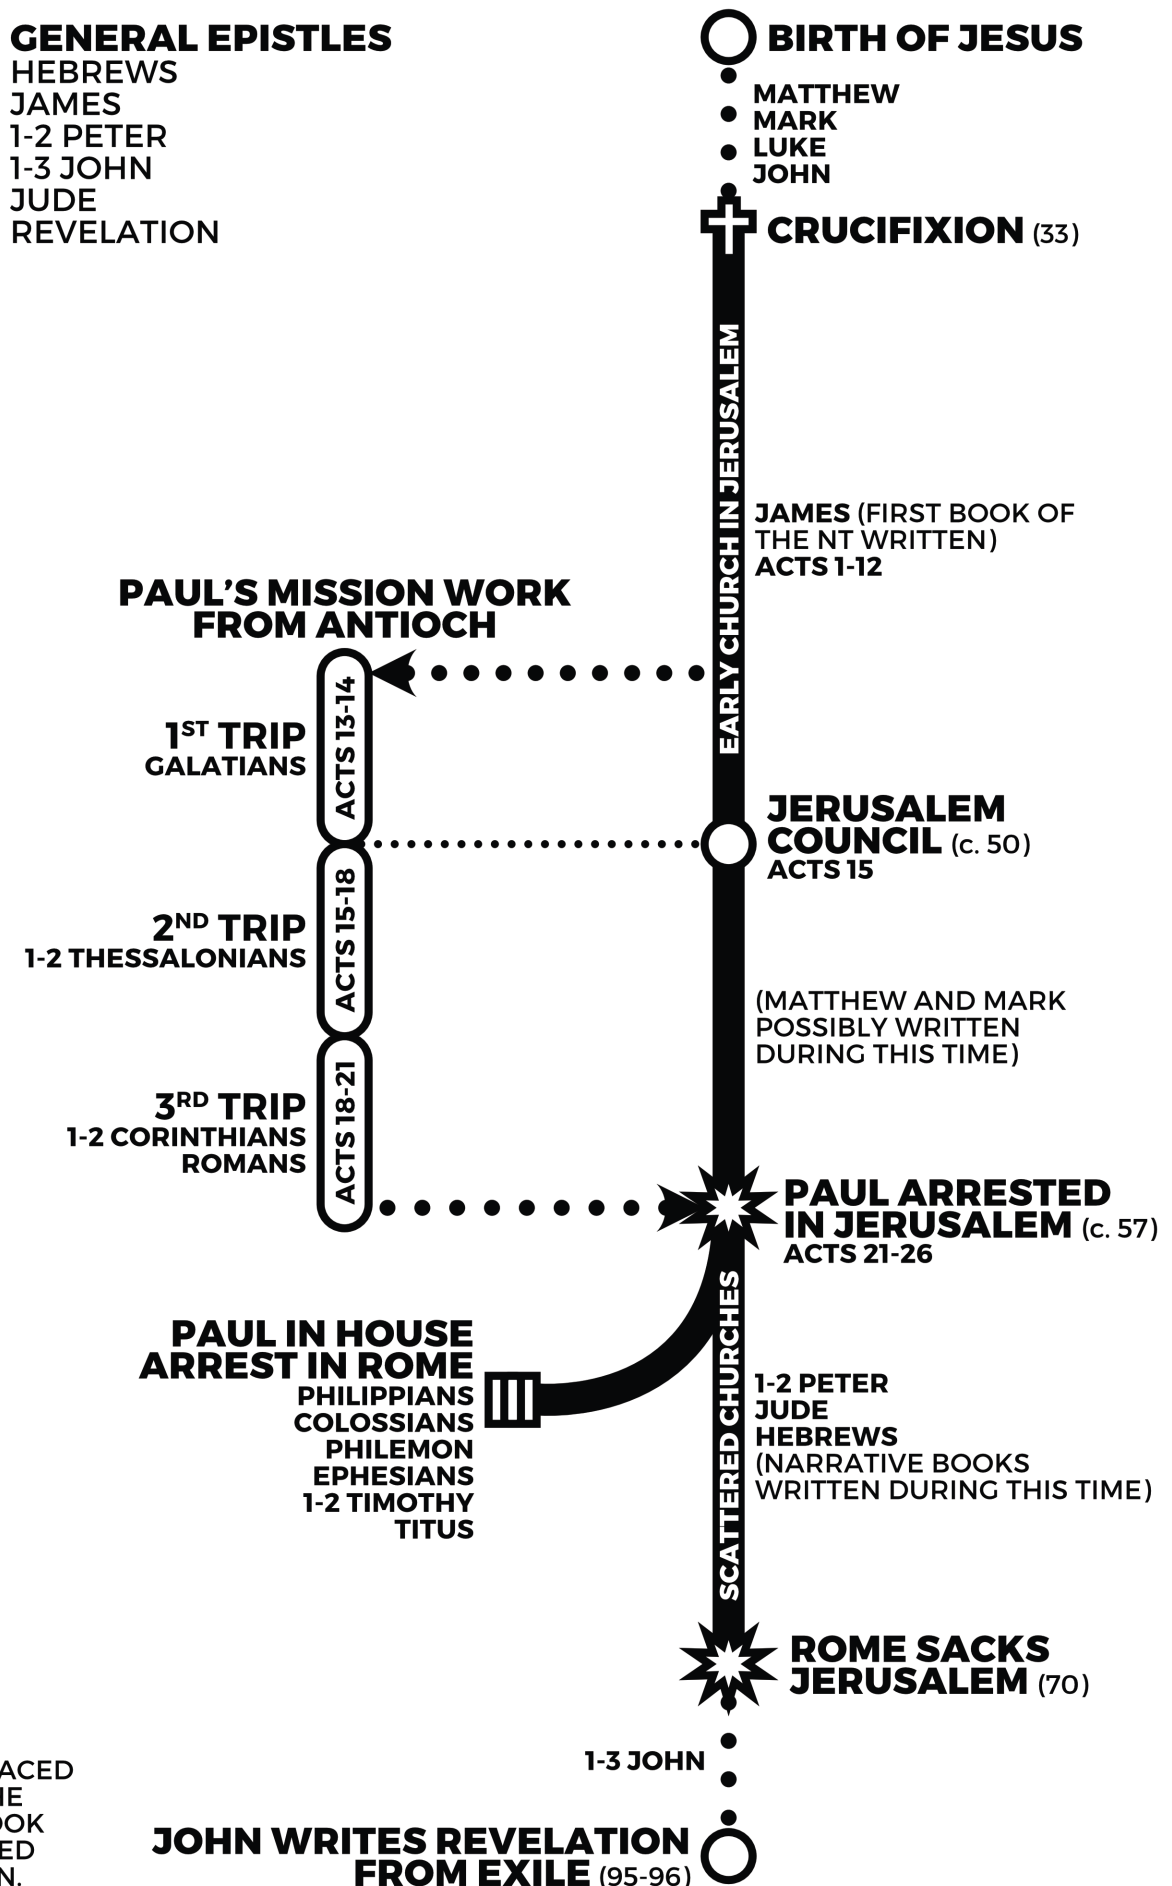 GENERAL EPISTLES
HEBREWS
JAMES
1-2 PETER
1-3 JOHN
JUDE
REVELATION
BIRTH OF JESUS
MATTHEW
MARK
LUKE
JOHN
CRUCIFIXION (33)
EARLY CHURCH IN JERUSALEM
JAMES (FIRST BOOK OF
THE NT WRITTEN)
ACTS 1-12
PAUL'S MISSION WORK
FROM ANTIOCH
1ST TRIP
GALATIANS
ACTS 13-14
JERUSALEM
COUNCIL (c. 50)
ACTS 15
2ND TRIP
1-2 THESSALONIANS
ACTS 15-18
(MATTHEW AND MARK
POSSIBLY WRITTEN
DURING THIS TIME)
3RD TRIP
1-2 CORINTHIANS
ROMANS
ACTS 18-21
PAUL ARRESTED
IN JERUSALEM (c. 57)
ACTS 21-26
PAUL IN HOUSE
ARREST IN ROME
PHILIPPIANS
COLOSSIANS
PHILEMON
EPHESIANS
1-2 TIMOTHY
TITUS
SCATTERED CHURCHES
1-2 PETER
JUDE
HEBREWS
(NARRATIVE BOOKS
WRITTEN DURING THIS TIME)
ROME SACKS
JERUSALEM (70)
1-3 JOHN
JOHN WRITES REVELATION
FROM EXILE (95-96)